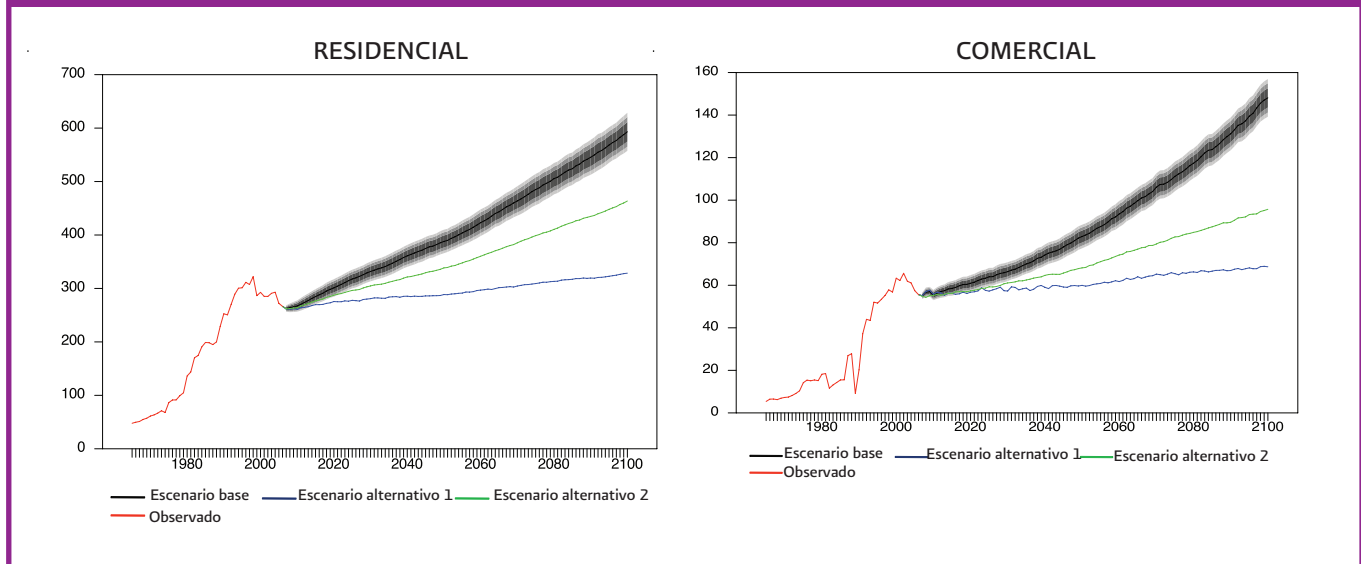 RESIDENCIAL
700
600
500
400
300
200
100
0
1980 2000 2020 2040 2060 2080 2100
Escenario base Escenario alternativo 1 Escenario alternativo 2
Observado
COMERCIAL
160
140
120
100
80
60
40
20
0
1980 2000 2020 2040 2060 2080 2100
Escenario base Escenario alternativo 1 Escenario alternativo 2
Observado